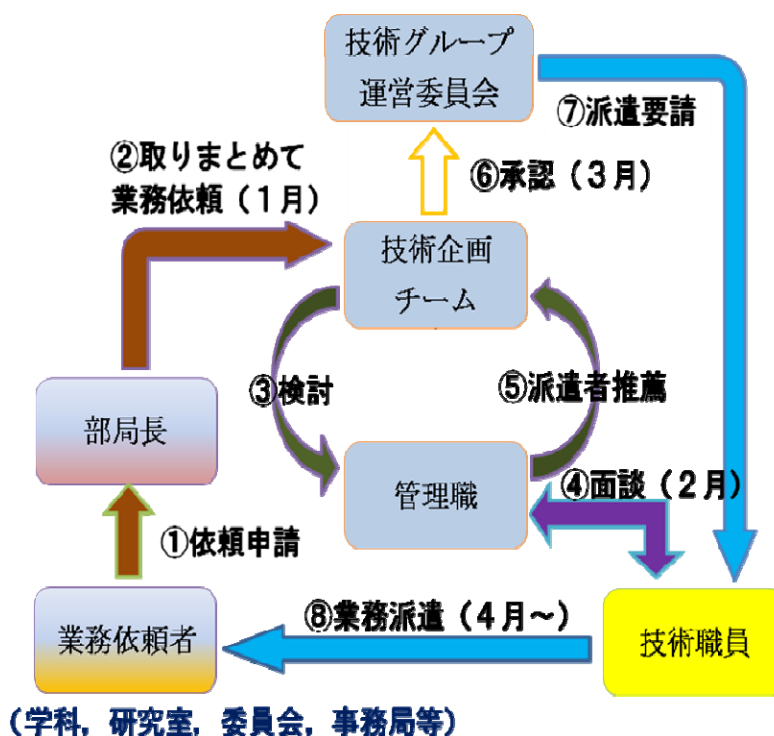 技術グループ
運営委員会
⑦派遣要請
②取りまとめて
業務依頼（１月）
⑥承認（３月）
技術企画
チーム
③検討
⑤派遣者推薦
部局長
管理職
④面談（２月）
①依頼申請
業務依頼者
⑧業務派遣（４月～）
技術職員
（学科，研究室，委員会，事務局等）